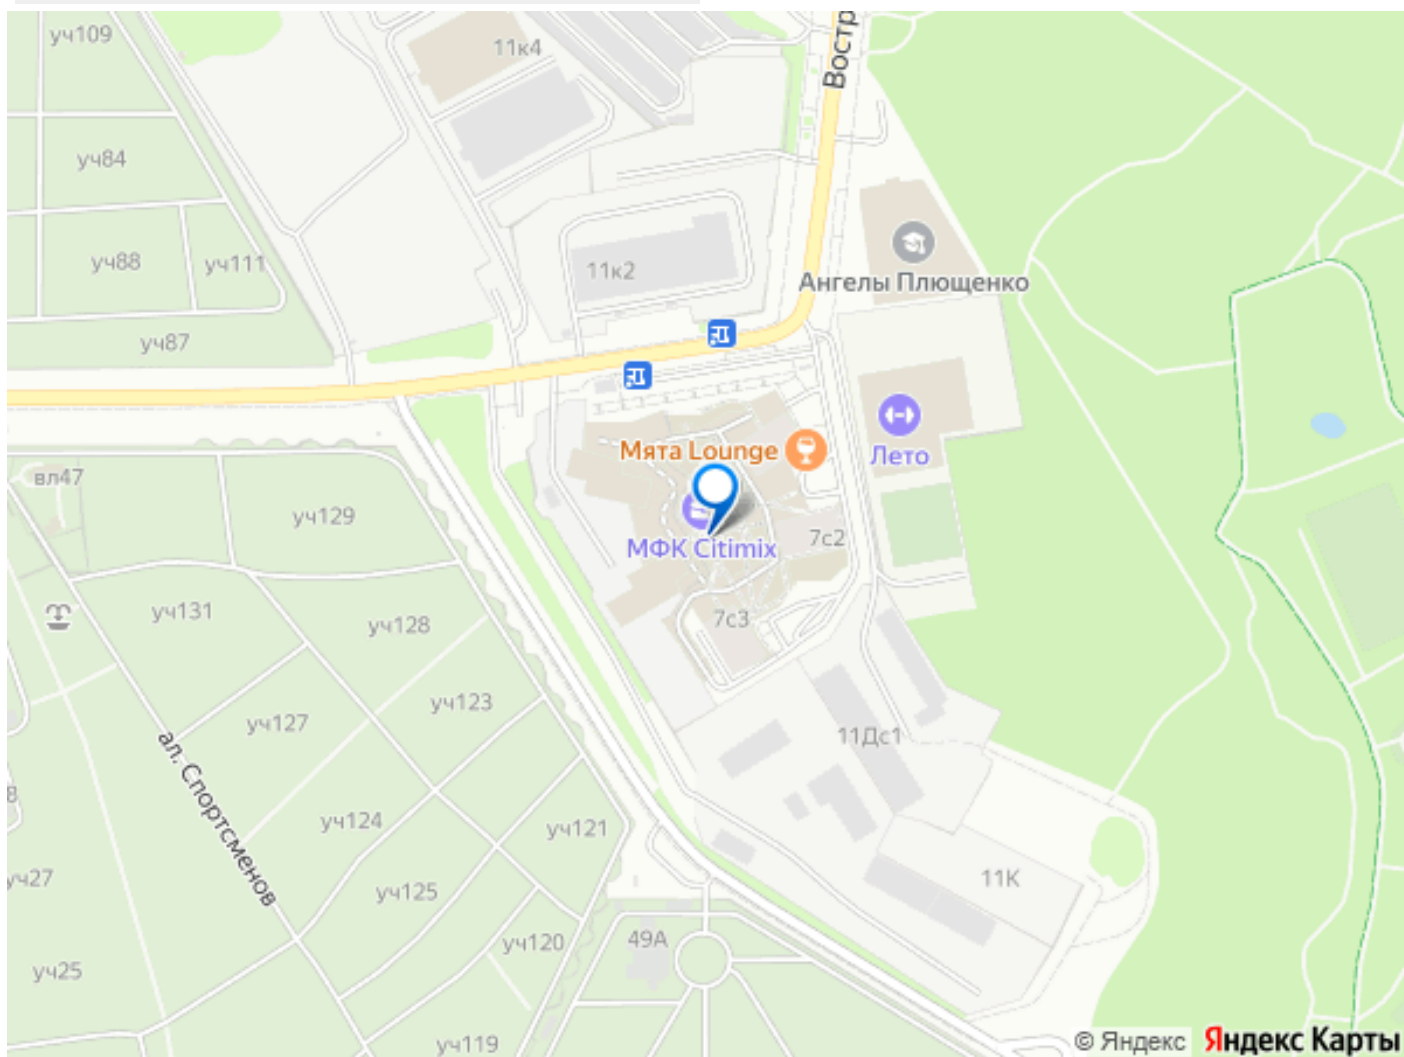 уч109
11к4
Востр
уч84
уч88
уч111
11к2
Ангелы Плющенко
уч87
Мята Lounge
Лето
вл47
уч129
7с2
МФК Citimix
уч131
уч128
7с3
уч123
уч127
11Дс1
ал. Спортсменов
8
уч124
уч121
уч27
уч125
11К
уч120
49А
уч25
уч119
© Яндекс Яндекс Карты